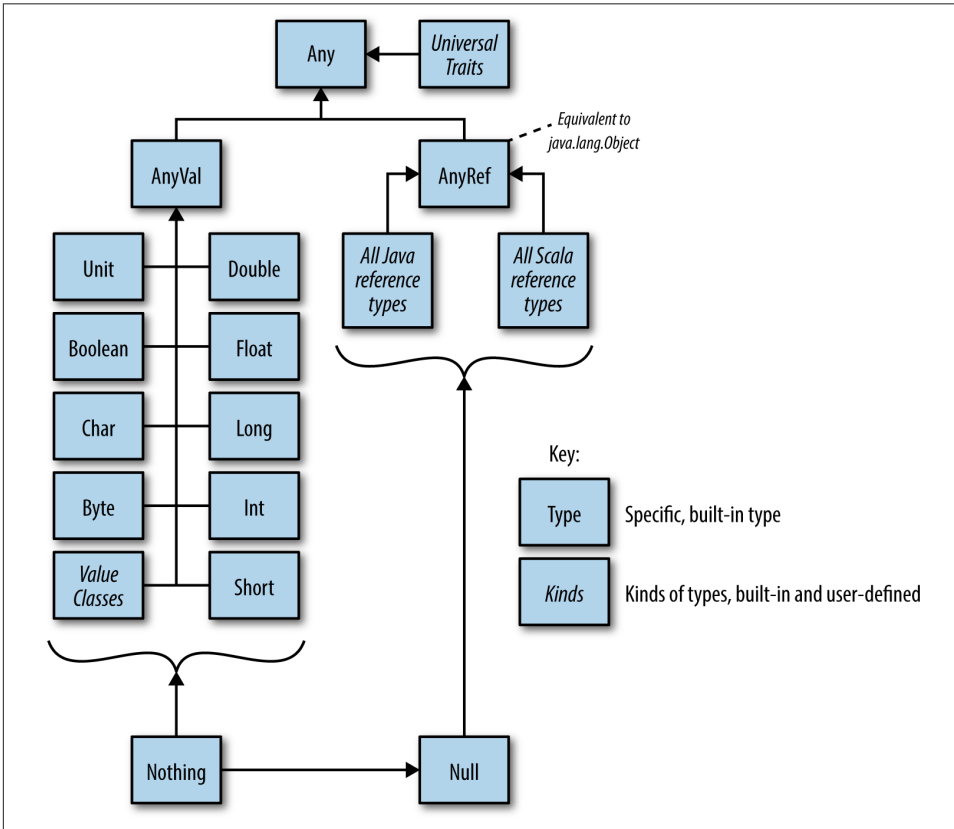 Any
Universal
Traits
Equivalent to
java.lang.Object
AnyVal
AnyRef
Unit
Double
All Java
reference
types
All Scala
reference
types
Boolean
Float
Char
Long
Byte
Int
Value
Classes
Short
Key:
Type
Specific, built-in type
Kinds
Kinds of types, built-in and user-defined
Nothing
Null